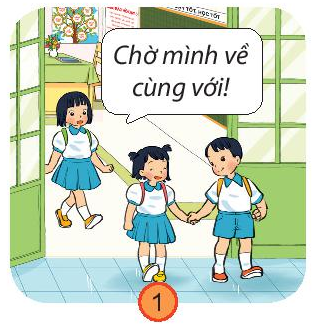 Chờ mình về
cùng với!
1